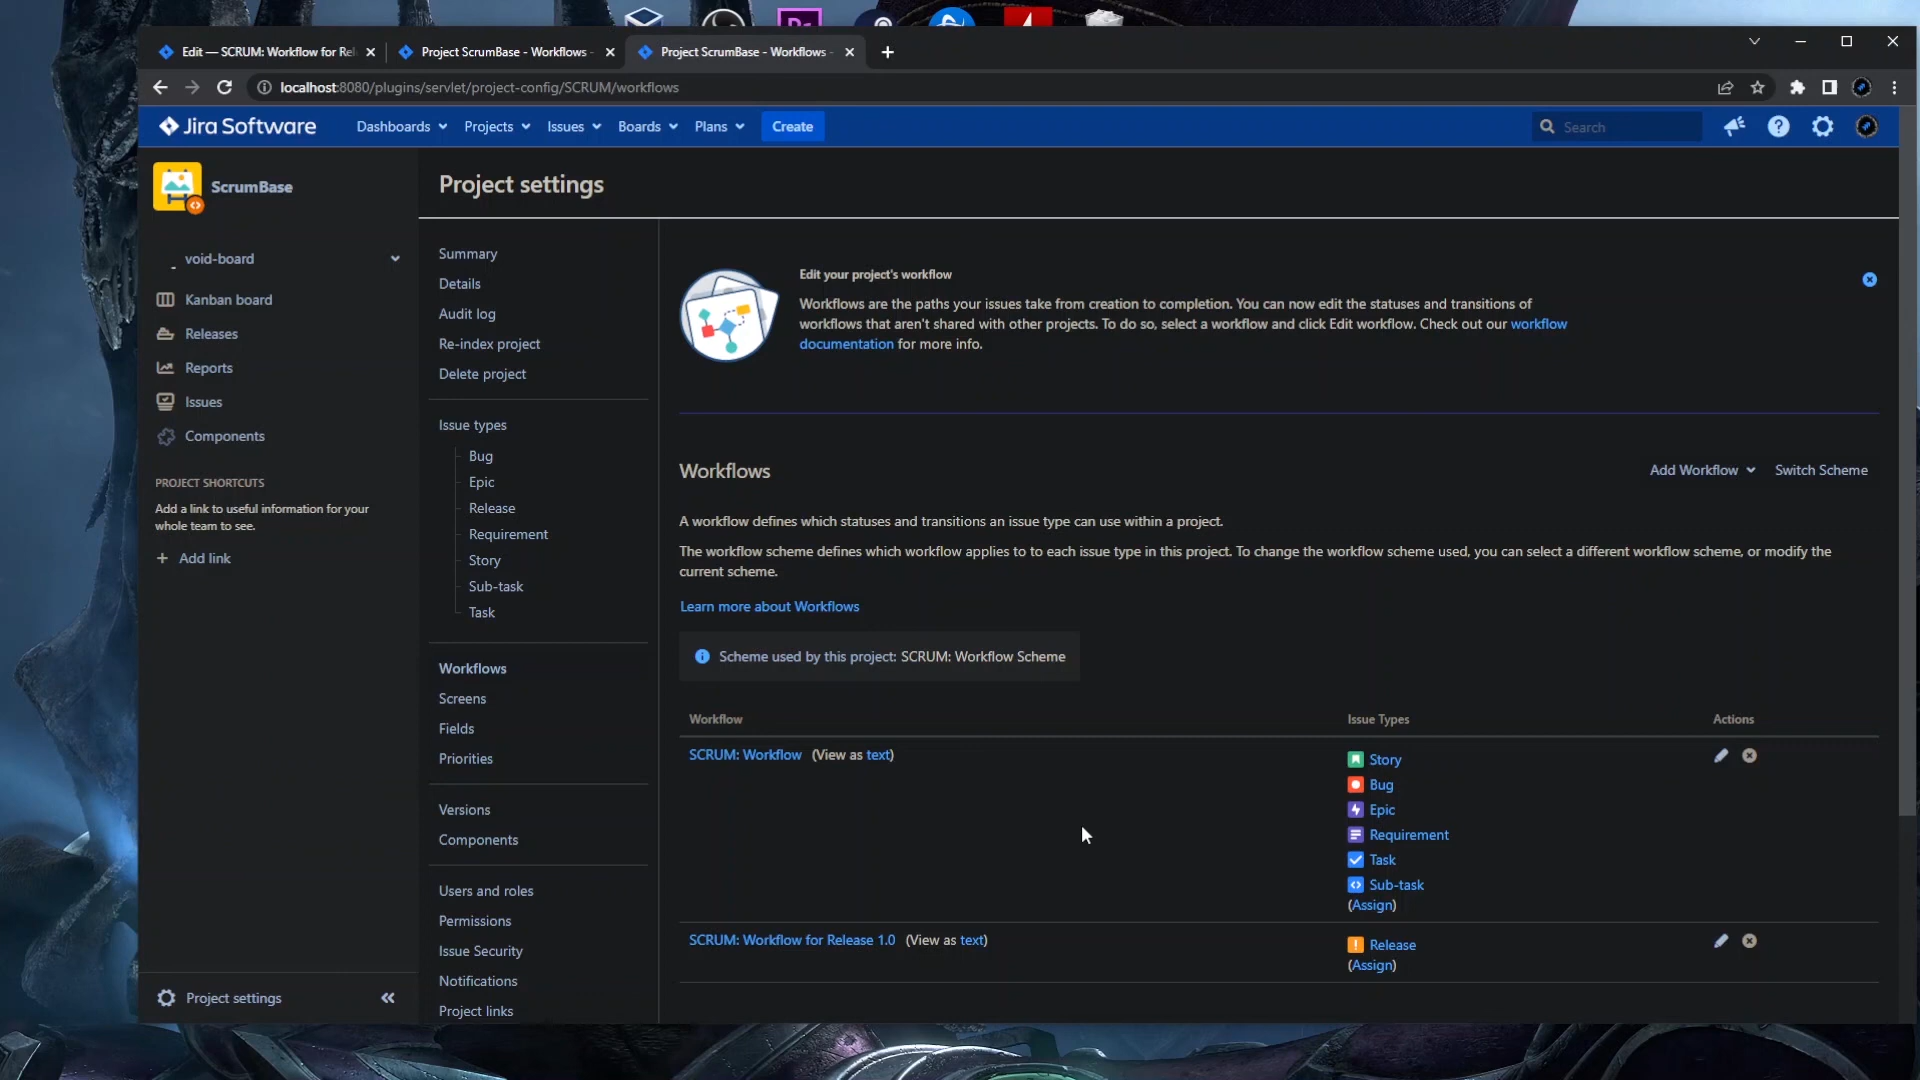 Edit — SCRUM: Workflow for Rel
Project ScrumBase - Workflows -
Project ScrumBase - Workflows -
localhost:8080/plugins/servlet/project-config/SCRUM/workflows
Jira Software
Dashboards
Projects
Issues
Boards
Plans
Create
Search
ScrumBase
void-board
Kanban board
Releases
Reports
Issues
Components
PROJECT SHORTCUTS
Add a link to useful information for your
whole team to see.
+ Add link
Project settings
Project settings
Summary
Details
Audit log
Re-index project
Delete project
Issue types
Bug
Epic
Release
Requirement
Story
Sub-task
Task
Workflows
Screens
Fields
Priorities
Versions
Components
Users and roles
Permissions
Issue Security
Notifications
Project links
Edit your project's workflow
Workflows are the paths your issues take from creation to completion. You can now edit the statuses and transitions of
workflows that aren't shared with other projects. To do so, select a workflow and click Edit workflow. Check out our workflow
documentation for more info.
Workflows
Add Workflow
Switch Scheme
A workflow defines which statuses and transitions an issue type can use within a project.
The workflow scheme defines which workflow applies to to each issue type in this project. To change the workflow scheme used, you can select a different workflow scheme, or modify the
current scheme.
Learn more about Workflows
Scheme used by this project: SCRUM: Workflow Scheme
Workflow
Issue Types
Actions
SCRUM: Workflow (View as text)
Story
Bug
Epic
Requirement
Task
Sub-task
(Assign)
SCRUM: Workflow for Release 1.0 (View as text)
Release
(Assign)